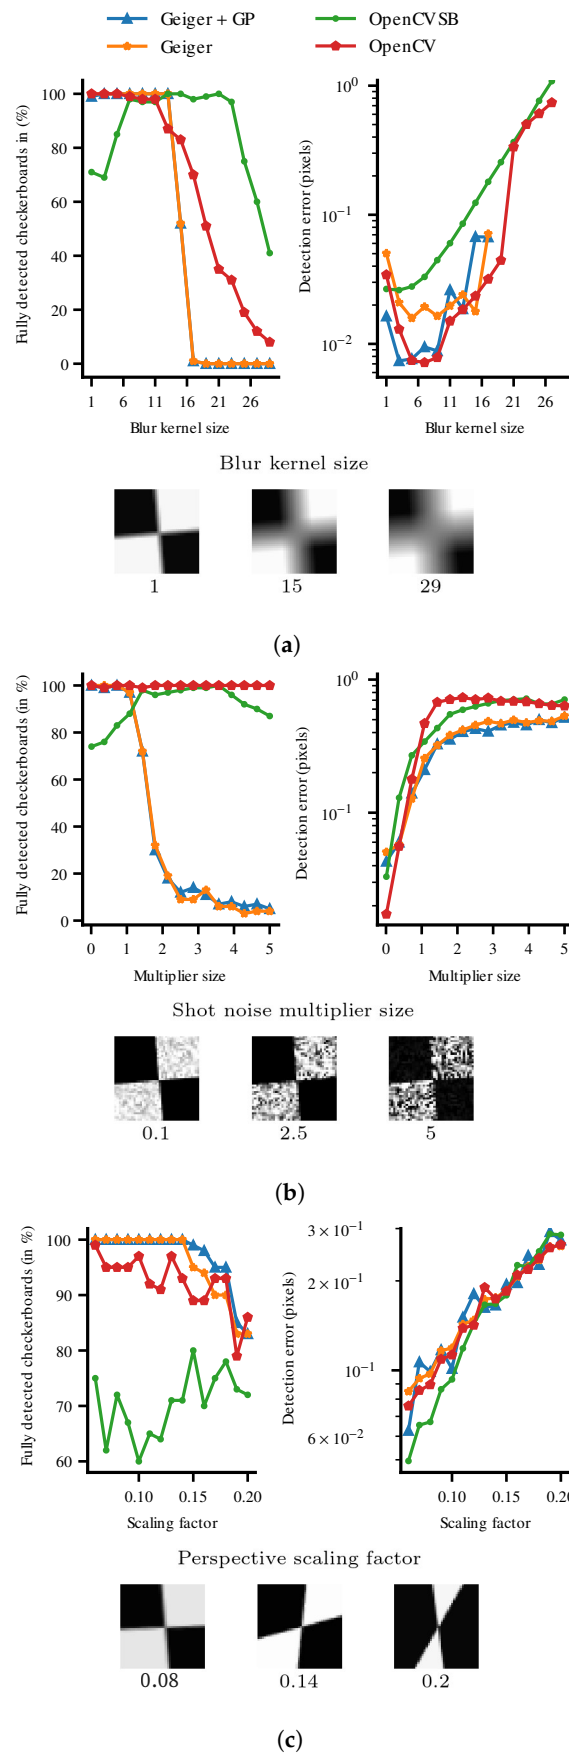 Geiger + GP
OpenCVSB
Geiger
OpenCV
Fully detected checkerboards in (%)
100
80
60
40
20
0
1 6 11 16 21 26
Blur kernel size
Detection error (pixels)
10⁰
10⁻¹
10⁻²
1 6 11 16 21 26
Blur kernel size
Blur kernel size
1 15 29
(a)
Fully detected checkerboards (in %)
100
80
60
40
20
0
0 1 2 3 4 5
Multiplier size
Detection error (pixels)
10⁰
10⁻¹
0 1 2 3 4 5
Multiplier size
Shot noise multiplier size
0.1 2.5 5
(b)
Fully detected checkerboards (in %)
100
90
80
70
60
0.10 0.15 0.20
Scaling factor
Detection error (pixels)
3 × 10⁻¹
2 × 10⁻¹
10⁻¹
6 × 10⁻²
0.10 0.15 0.20
Scaling factor
Perspective scaling factor
0.08 0.14 0.2
(c)